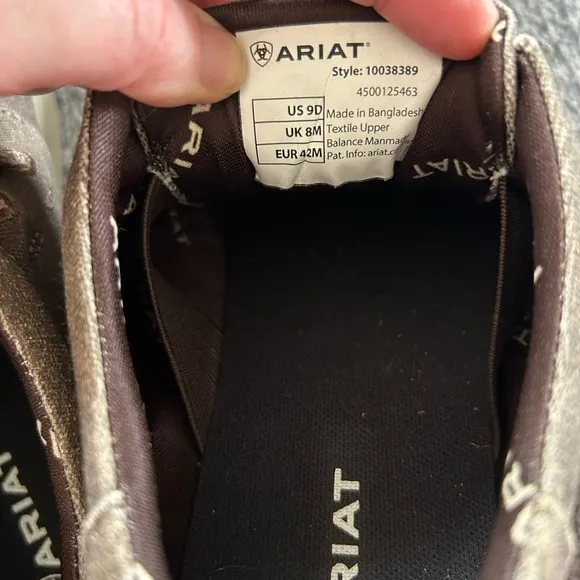 ARIAT®
Style: 10038389
4500125463
US 9D
UK 8M
EUR 42M
Made in Bangladesh
Textile Upper
Balance Manmade
Pat. Info: ariat.c
ARIAT
ARIAT
ARIAT
ARIAT